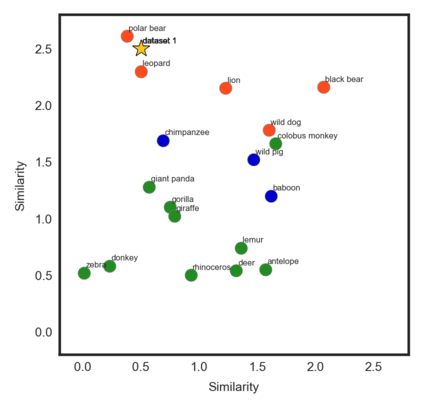 2.5
2.0
1.5
1.0
0.5
0.0
Similarity
polar bear
dataset 1
leopard
lion
black bear
wild dog
colobus monkey
chimpanzee
wild pig
giant panda
baboon
gorilla
giraffe
lemur
zebra
donkey
rhinoceros
deer
antelope
0.0 0.5 1.0 1.5 2.0 2.5
Similarity